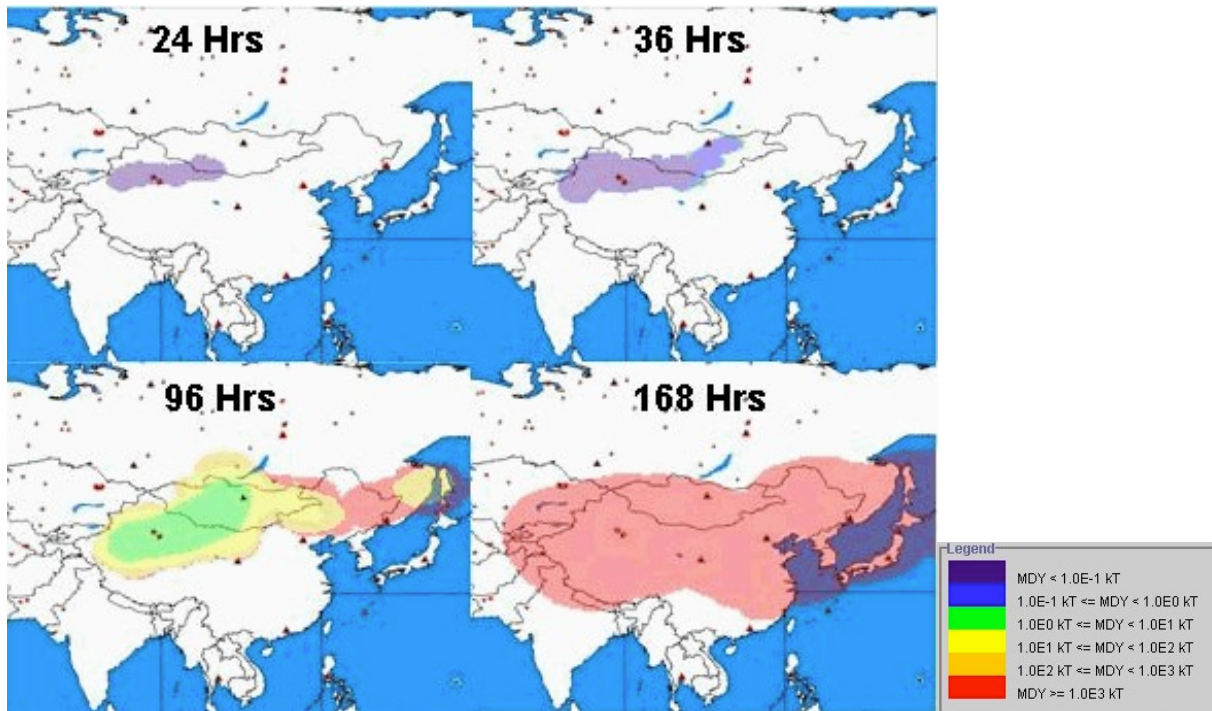 24 Hrs
36 Hrs
96 Hrs
168 Hrs
Legend
MDY < 1.0E-1 kT
1.0E-1 kT <= MDY < 1.0E0 kT
1.0E0 kT <= MDY < 1.0E1 kT
1.0E1 kT <= MDY < 1.0E2 kT
1.0E2 kT <= MDY < 1.0E3 kT
MDY >= 1.0E3 kT